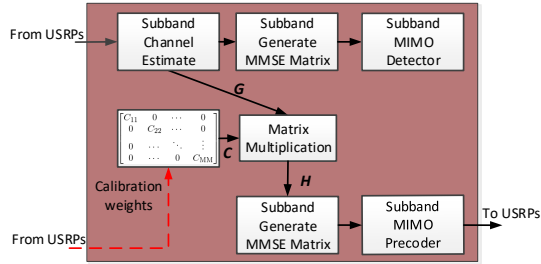 From USRPs
Subband
Channel
Estimate
Subband
Generate
MMSE Matrix
Subband
MIMO
Detector
G
C11 0 ⋯ 0
0 C22 ⋯ 0
0 ⋯ ⋱ ⋮
0 ⋯ 0 CMM
C
Matrix
Multiplication
Calibration
weights
H
From USRPs
Subband
Generate
MMSE Matrix
Subband
MIMO
Precoder
To USRPs